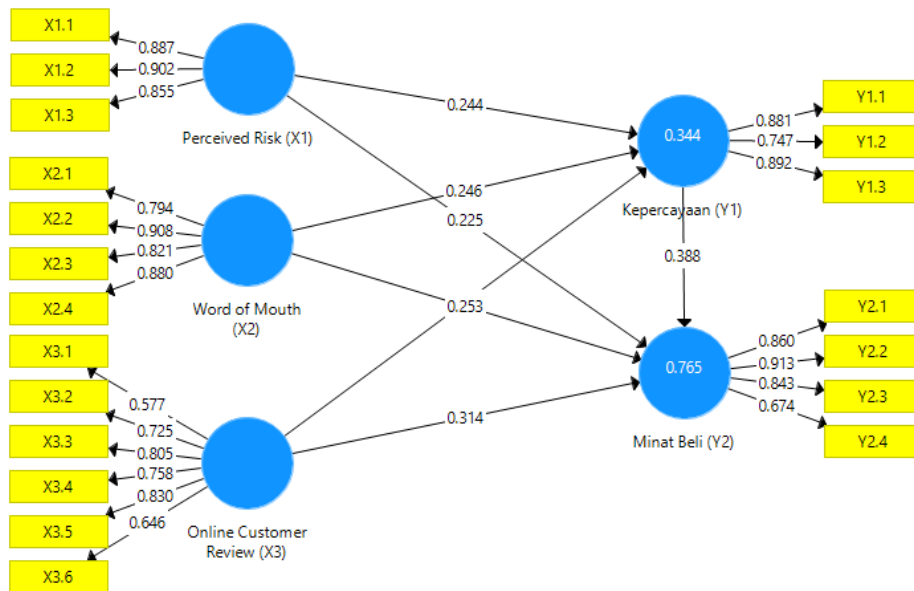 X1.1
0.887
X1.2
0.902
X1.3
0.855
Perceived Risk (X1)
X2.1
0.794
X2.2
0.908
X2.3
0.821
X2.4
0.880
Word of Mouth
(X2)
X3.1
0.577
X3.2
0.725
X3.3
0.805
X3.4
0.758
X3.5
0.830
X3.6
0.646
Online Customer
Review (X3)
0.244
0.246
0.225
0.253
0.314
0.344
Kepercayaan (Y1)
0.388
0.765
Minat Beli (Y2)
0.881
Y1.1
0.747
Y1.2
0.892
Y1.3
0.860
Y2.1
0.913
Y2.2
0.843
Y2.3
0.674
Y2.4